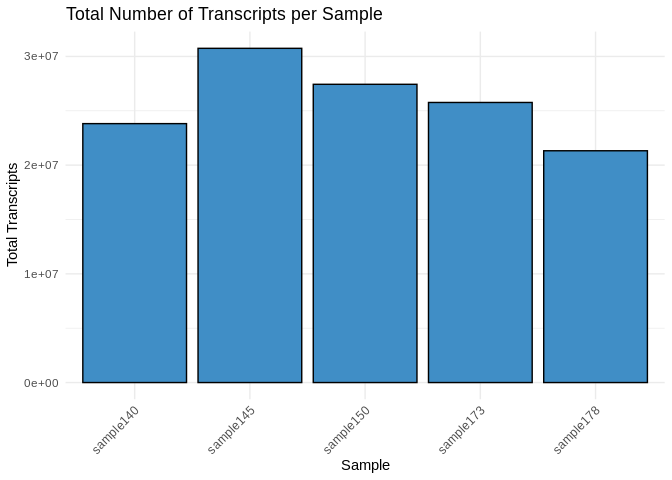 Total Number of Transcripts per Sample
Total Transcripts
3e+07
2e+07
1e+07
0e+00
sample140
sample145
sample150
sample173
sample178
Sample